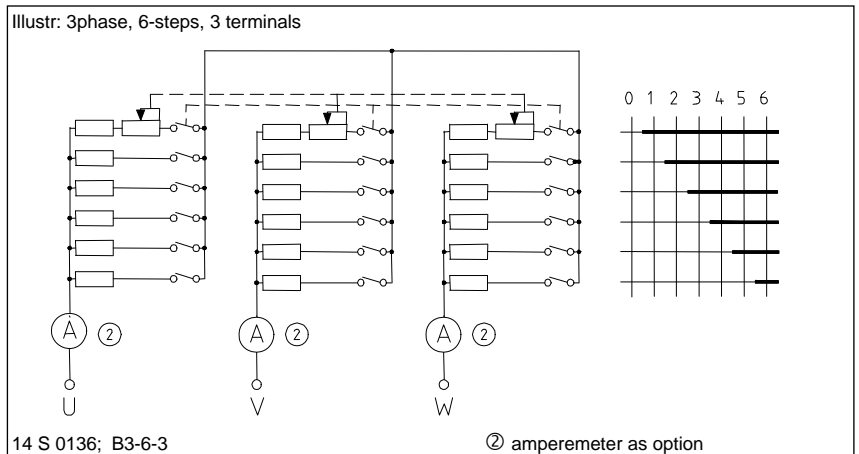 Illustr: 3phase, 6-steps, 3 terminals
0 1 2 3 4 5 6
A ② A ② A ②
U V W
14 S 0136; B3-6-3 ② amperemeter as option